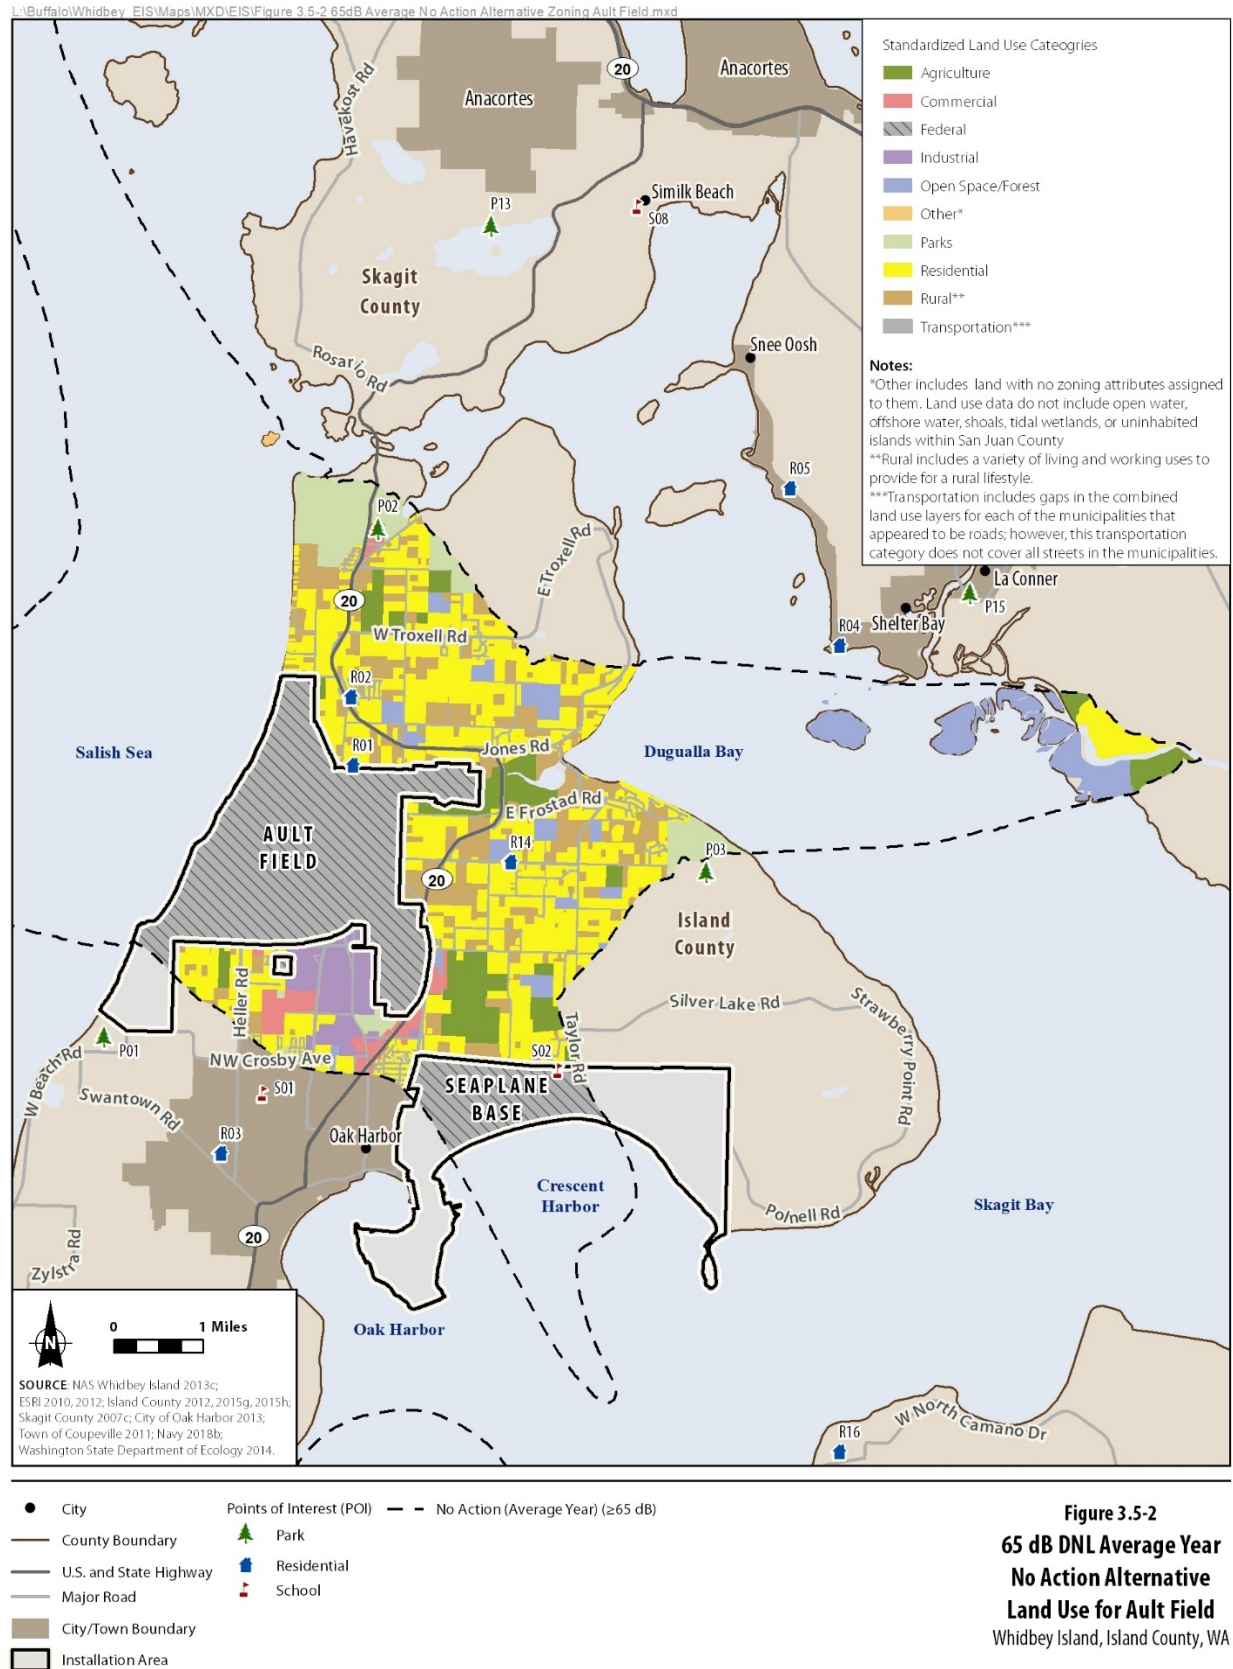 L:\Buffalo\Whidbey_EIS\Maps\MXD\EIS\Figure 3.5-2 65dB Average No Action Alternative Zoning Ault Field.mxd
Standardized Land Use Cateogries
Agriculture
Commercial
Federal
Industrial
Open Space/Forest
Other*
Parks
Residential
Rural**
Transportation***
Notes:
*Other includes land with no zoning attributes assigned
to them. Land use data do not include open water,
offshore water, shoals, tidal wetlands, or uninhabited
islands within San Juan County
**Rural includes a variety of living and working uses to
provide for a rural lifestyle.
***Transportation includes gaps in the combined
land use layers for each of the municipalities that
appeared to be roads; however, this transportation
category does not cover all streets in the municipalities.
20
Anacortes
Anacortes
Havekost Rd
Similk Beach
S08
P13
Skagit
County
Rosario Rd
Snee Oosh
R05
P02
E Troxell Rd
20
W Troxell Rd
La Conner
P15
Shelter Bay
R04
R02
Salish Sea
R01
Jones Rd
Dugualla Bay
E Frostad Rd
AULT
FIELD
R14
P03
20
Island
County
Heller Rd
Silver Lake Rd
Strawberry Point Rd
Taylor Rd
P01
W Beach Rd
NW Crosby Ave
S02
S01
SEAPLANE
BASE
Swantown Rd
R03
Oak Harbor
Crescent
Harbor
Skagit Bay
Polnell Rd
20
Zylstra Rd
Oak Harbor
N
0 1 Miles
SOURCE: NAS Whidbey Island 2013c;
ESRI 2010, 2012; Island County 2012, 2015g, 2015h;
Skagit County 2007c; City of Oak Harbor 2013;
Town of Coupeville 2011; Navy 2018b;
Washington State Department of Ecology 2014.
W North Camano Dr
R16
City
County Boundary
U.S. and State Highway
Major Road
City/Town Boundary
Installation Area
Points of Interest (POI)
Park
Residential
School
No Action (Average Year) (≥65 dB)
Figure 3.5-2
65 dB DNL Average Year
No Action Alternative
Land Use for Ault Field
Whidbey Island, Island County, WA